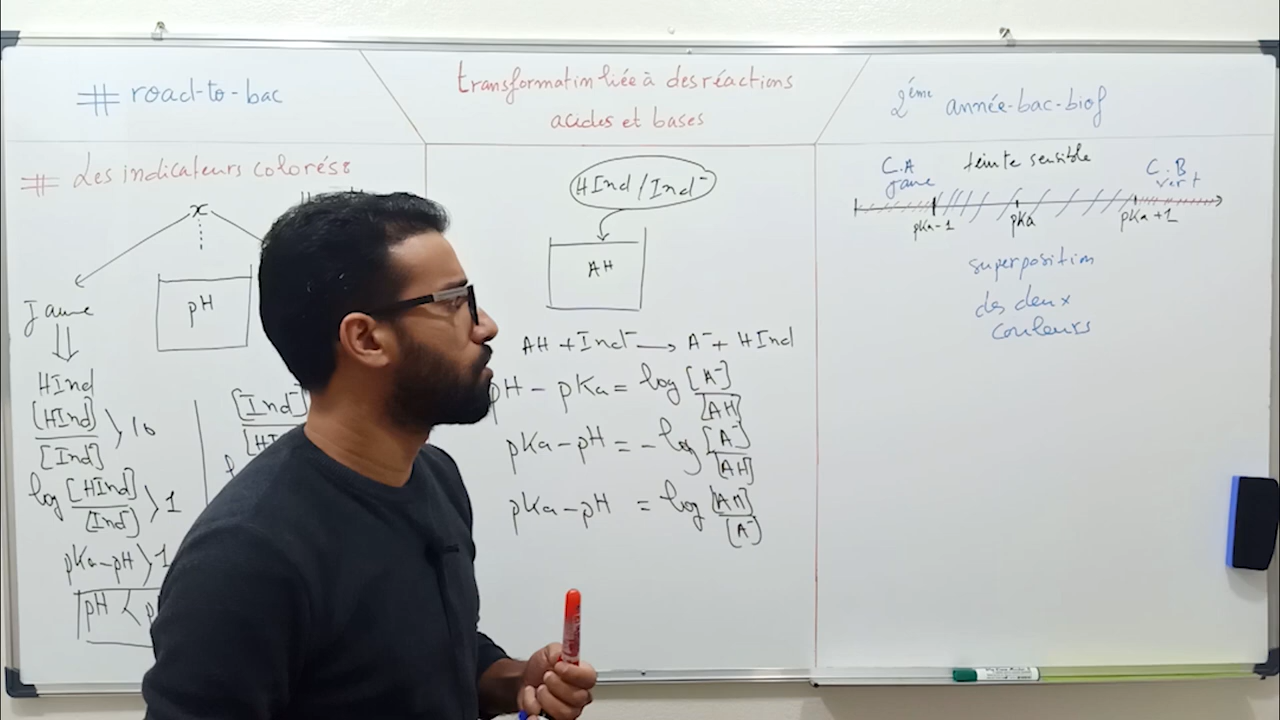 # road-to-bac
transformation liée à des réactions
acides et bases
2éme année-bac-biof
# Les indicateurs colorés:
x
Jaune
pH
HInd
[HInd]
[Ind⁻]
> 10
log [HInd]
[Ind⁻]
> 1
pKa-pH > 1
pH < p
[Ind⁻]
[HI
HInd/Ind⁻
AH
AH + Ind⁻ → A⁻ + HInd
pH - pKa = log [A⁻]
[AH]
pKa-pH = -log [A⁻]
[AH]
pKa-pH = log [AH]
[A⁻]
C.A teinte sensible C.B
jaune vert
pKa-1 pKa pKa+1
superposition
des deux
couleurs